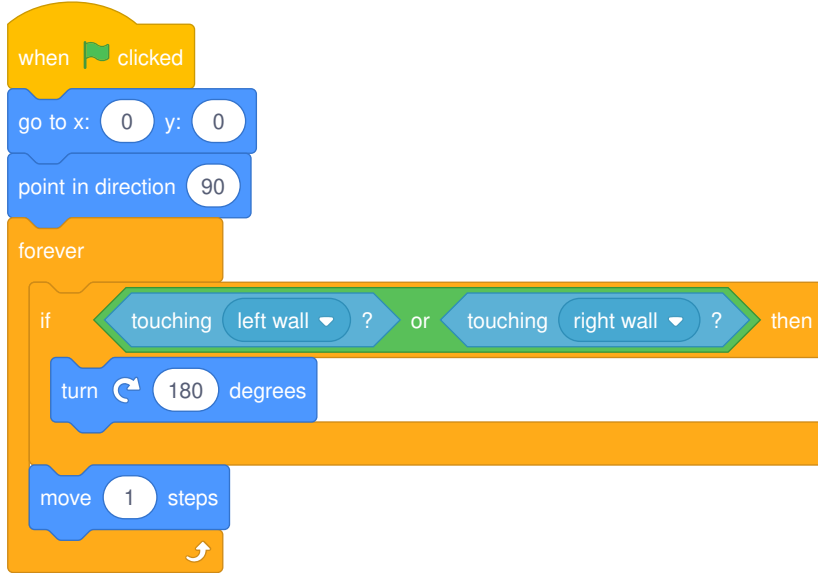 when clicked
go to x: 0 y: 0
point in direction 90
forever
if touching left wall ? or touching right wall ? then
turn 180 degrees
move 1 steps